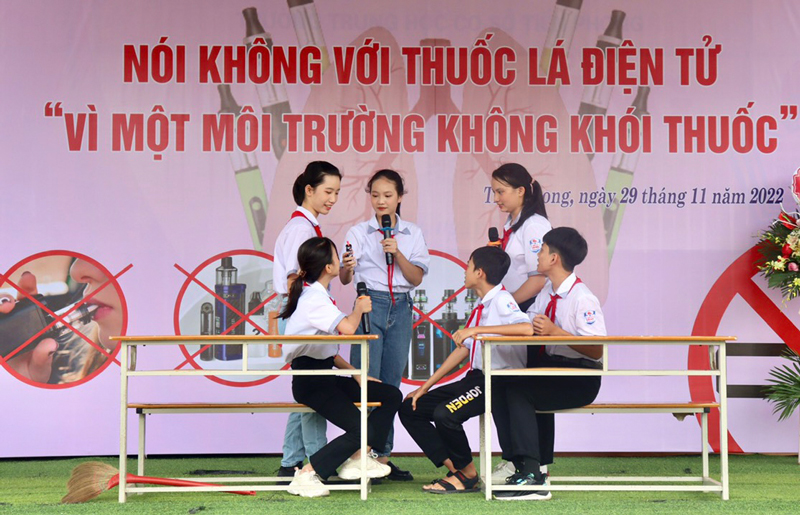 NÓI KHÔNG VỚI THUỐC LÁ ĐIỆN TỬ
"VÌ MỘT MÔI TRƯỜNG KHÔNG KHÓI THUỐC"
ngày 29 tháng 11 năm 2022
JOPDEN